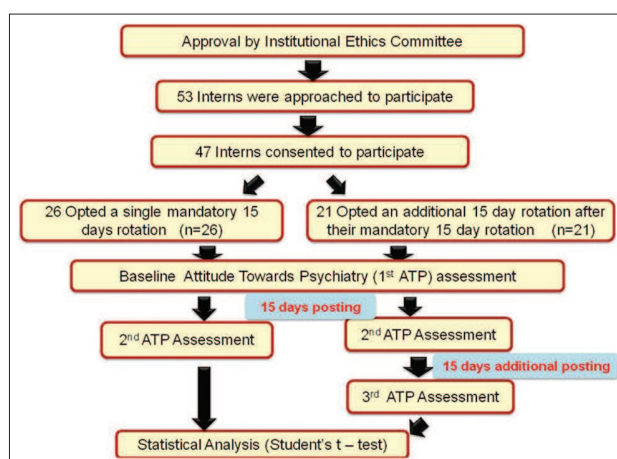 Approval by Institutional Ethics Committee
53 Interns were approached to participate
47 Interns consented to participate
26 Opted a single mandatory 15
days rotation (n=26)
21 Opted an additional 15 day rotation after
their mandatory 15 day rotation (n=21)
Baseline Attitude Towards Psychiatry (1st ATP) assessment
15 days posting
2nd ATP Assessment
2nd ATP Assessment
15 days additional posting
3rd ATP Assessment
Statistical Analysis (Student's t – test)